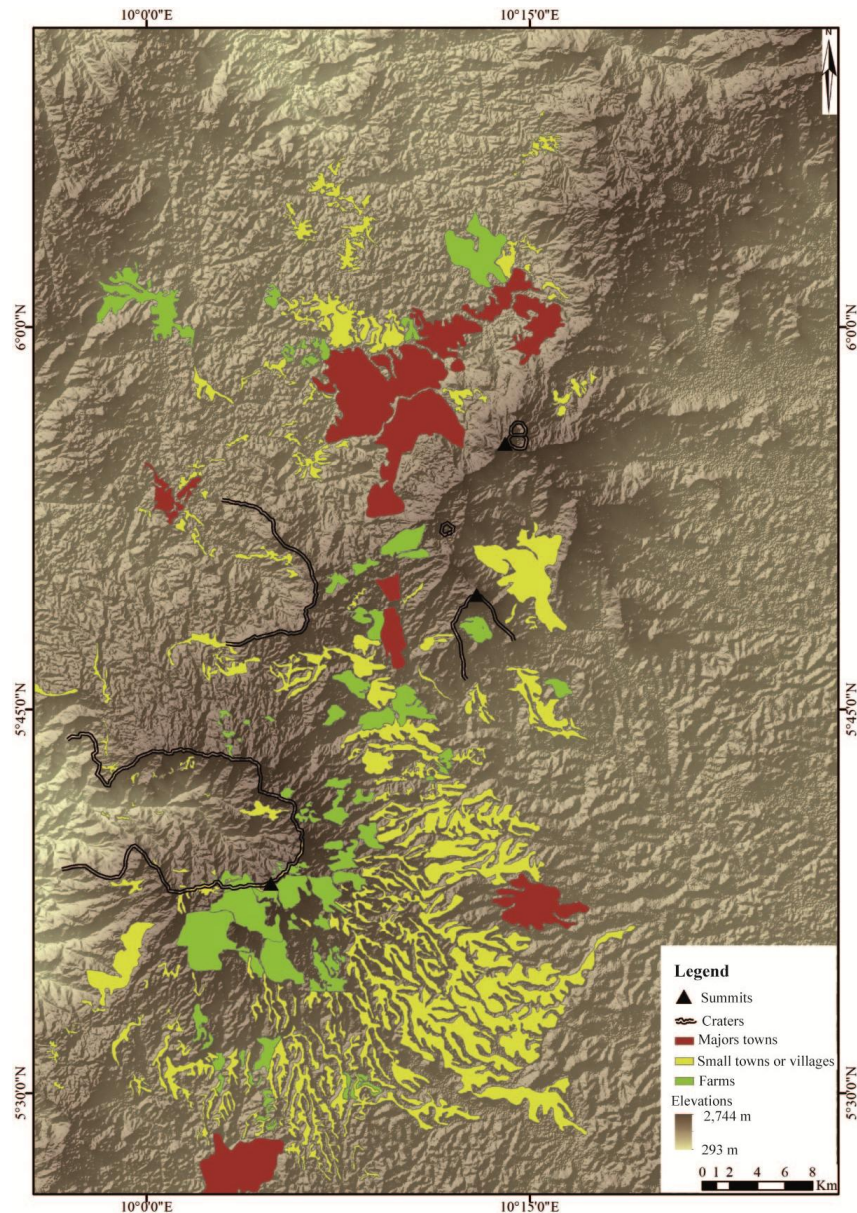 10°0'0"E 10°15'0"E
N
6°0'0"N 6°0'0"N
5°45'0"N 5°45'0"N
5°30'0"N 5°30'0"N
Legend
Summits
Craters
Majors towns
Small towns or villages
Farms
Elevations
2,744 m
293 m
0 1 2 4 6 8
Km
10°0'0"E 10°15'0"E